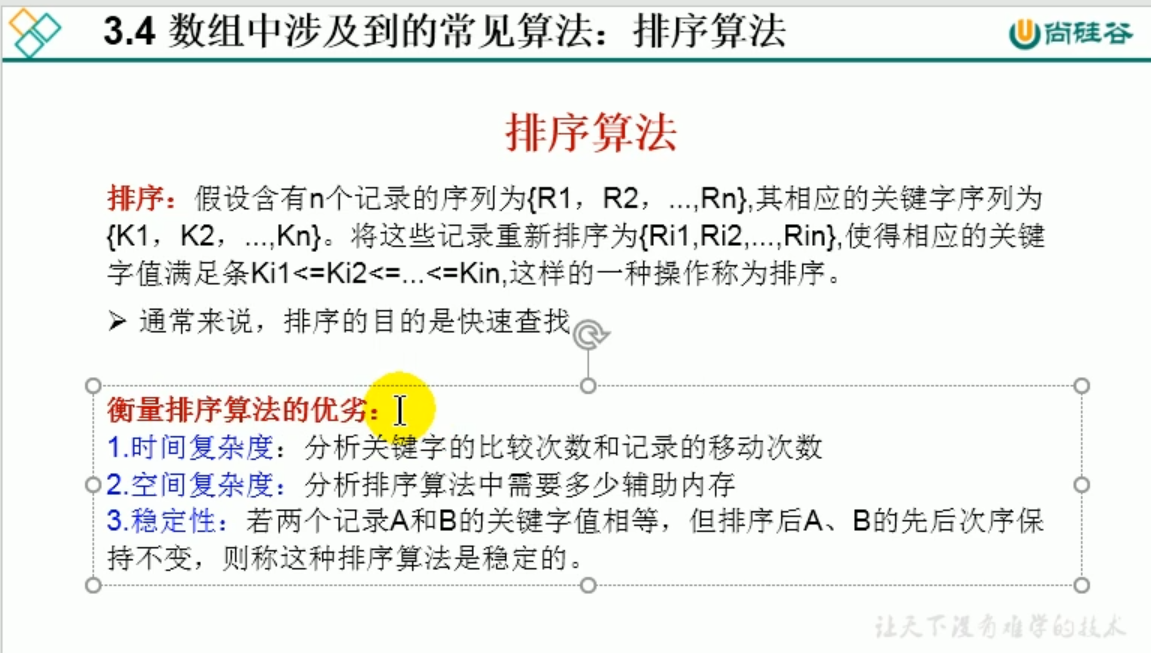 3.4 数组中涉及到的常见算法：排序算法
尚硅谷
排序算法
排序：假设含有n个记录的序列为{R1，R2，...,Rn},其相应的关键字序列为
{K1，K2，...,Kn}。将这些记录重新排序为{Ri1,Ri2,...,Rin},使得相应的关键
字值满足条Ki1<=Ki2<=...<=Kin,这样的一种操作称为排序。
➢ 通常来说，排序的目的是快速查找
衡量排序算法的优劣：
1.时间复杂度：分析关键字的比较次数和记录的移动次数
2.空间复杂度：分析排序算法中需要多少辅助内存
3.稳定性：若两个记录A和B的关键字值相等，但排序后A、B的先后次序保
持不变，则称这种排序算法是稳定的。
让天下没有难学的技术